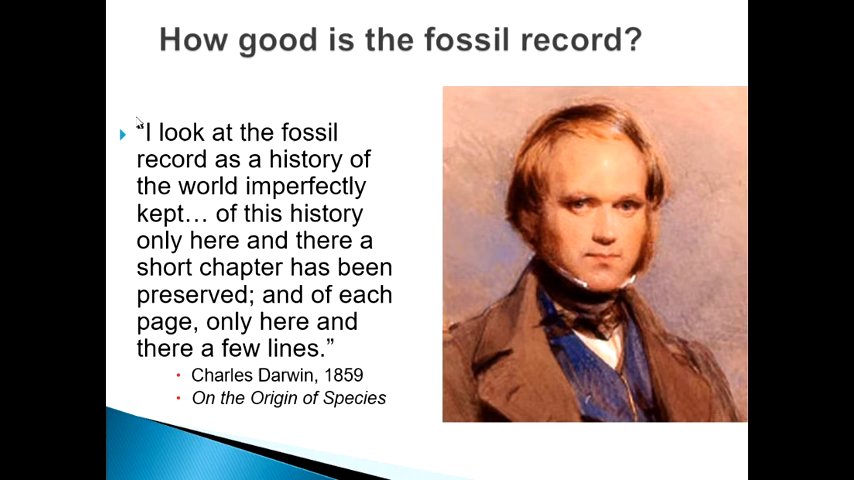 How good is the fossil record?
“I look at the fossil
record as a history of
the world imperfectly
kept… of this history
only here and there a
short chapter has been
preserved; and of each
page, only here and
there a few lines.”
Charles Darwin, 1859
On the Origin of Species